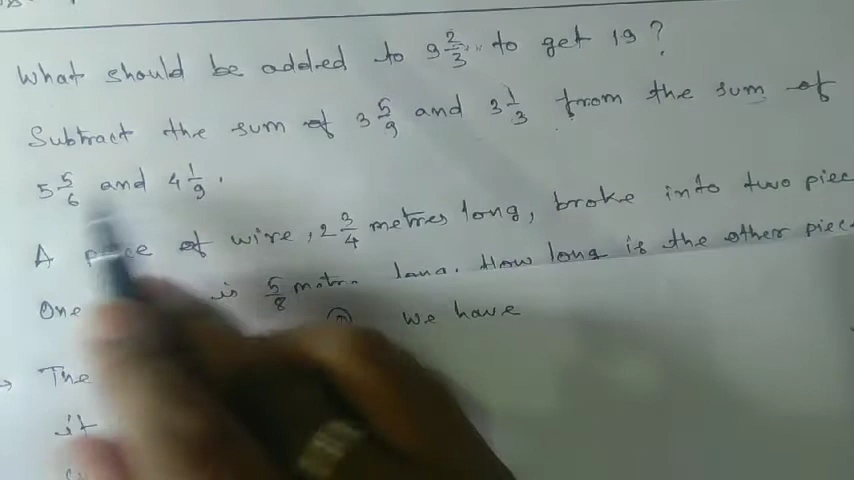 What should be added to 9 2/3 to get 19?
Subtract the sum of 3 5/9 and 3 1/3 from the sum of
5 5/6 and 4 1/9.
A piece of wire, 2 3/4 metres long, broke into two piec
One is 5/8 metre long. How long is the other piec
we have
→ The
it